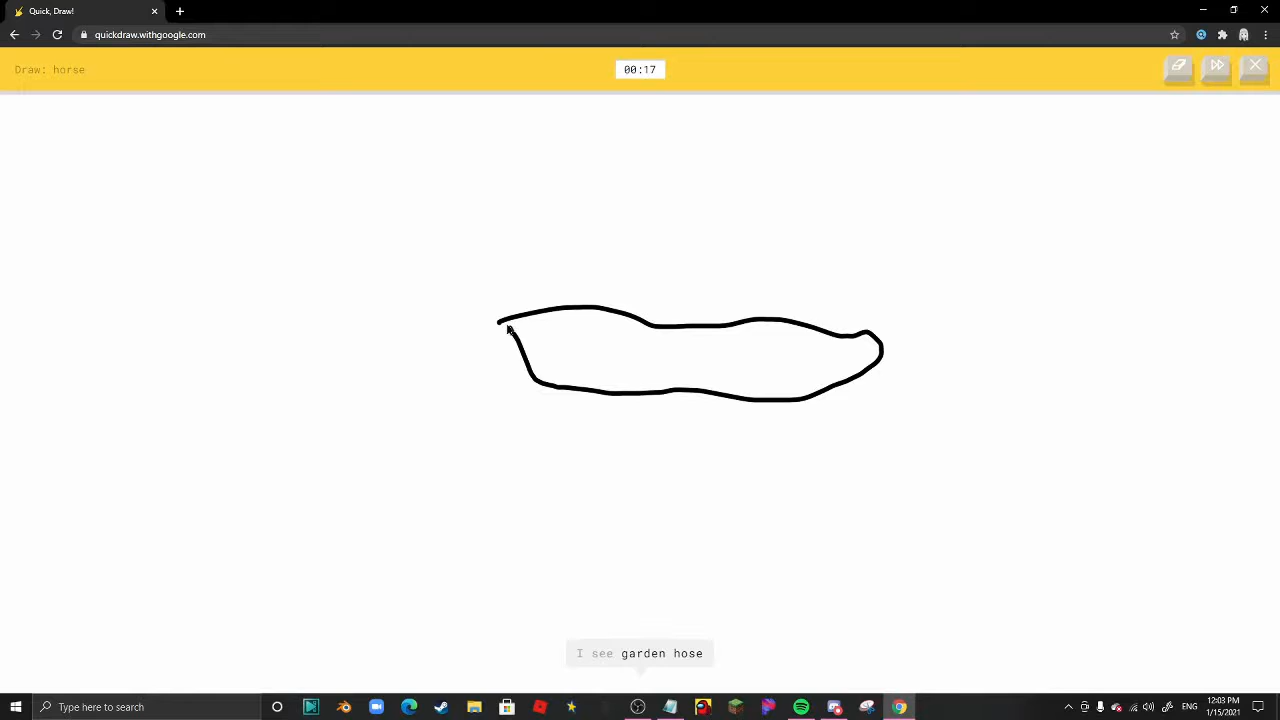 Quick, Draw!
quickdraw.withgoogle.com
Draw: horse
00:17
I see garden hose
Type here to search
ENG
12:03 PM
1/15/2021